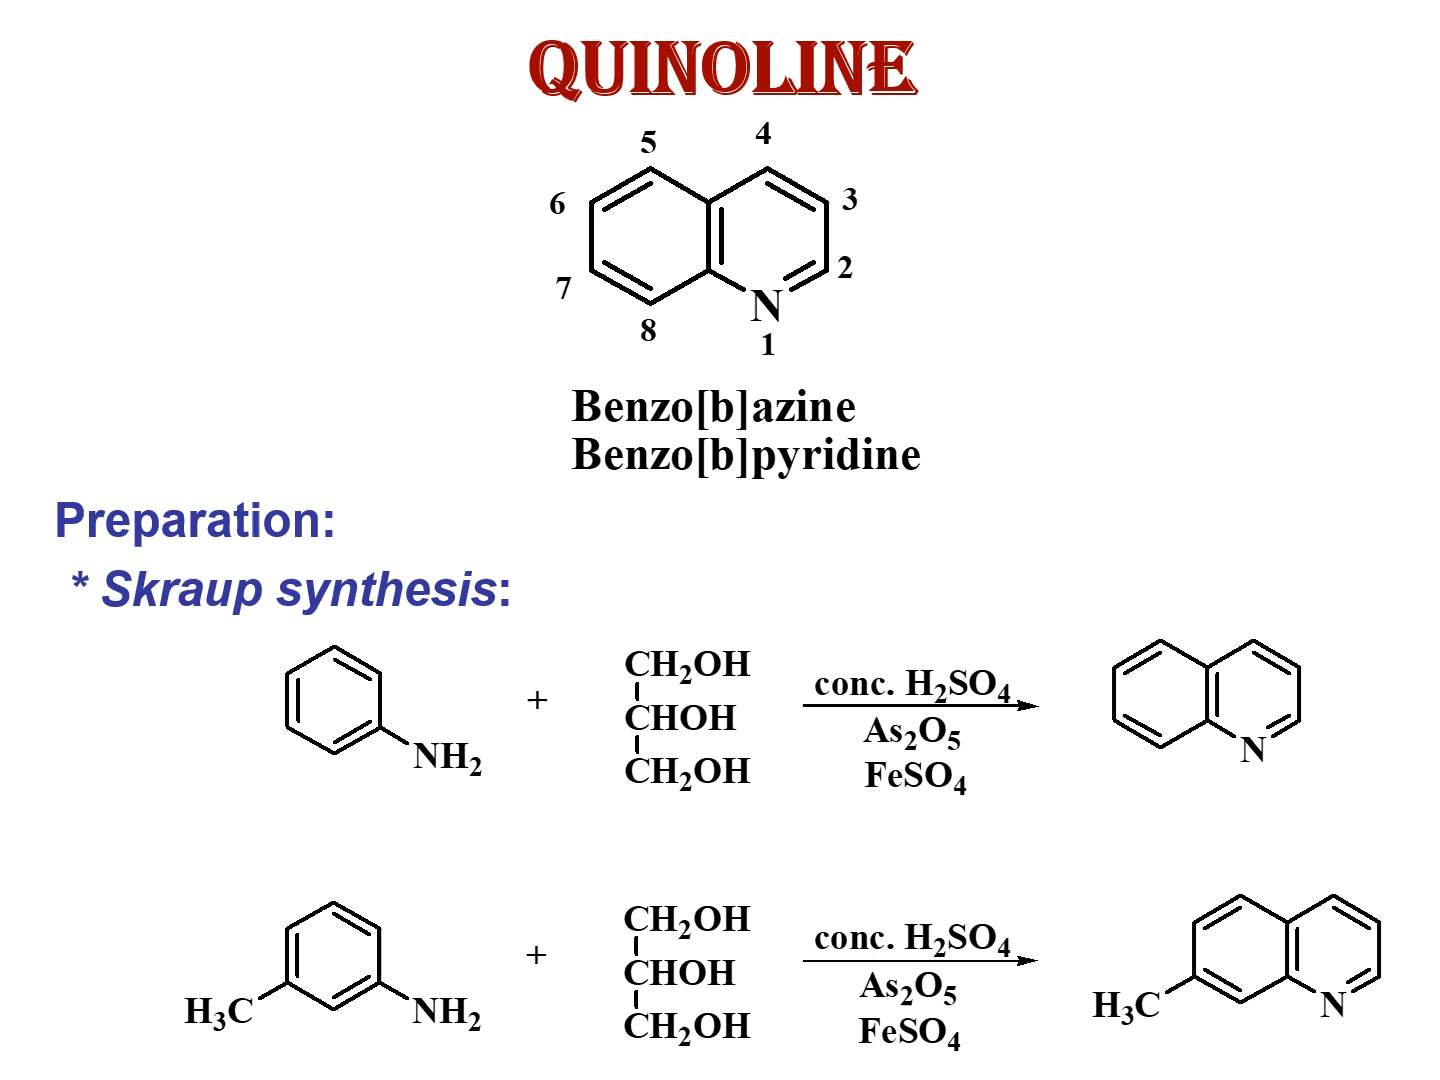 QUINOLINE
5 4
6 3
7 2
8 N
1
Benzo[b]azine
Benzo[b]pyridine
Preparation:
* Skraup synthesis:
NH₂ + CH₂OH CHOH CH₂OH conc. H₂SO₄ As₂O₅ FeSO₄ N
H₃C NH₂ + CH₂OH CHOH CH₂OH conc. H₂SO₄ As₂O₅ FeSO₄ H₃C N